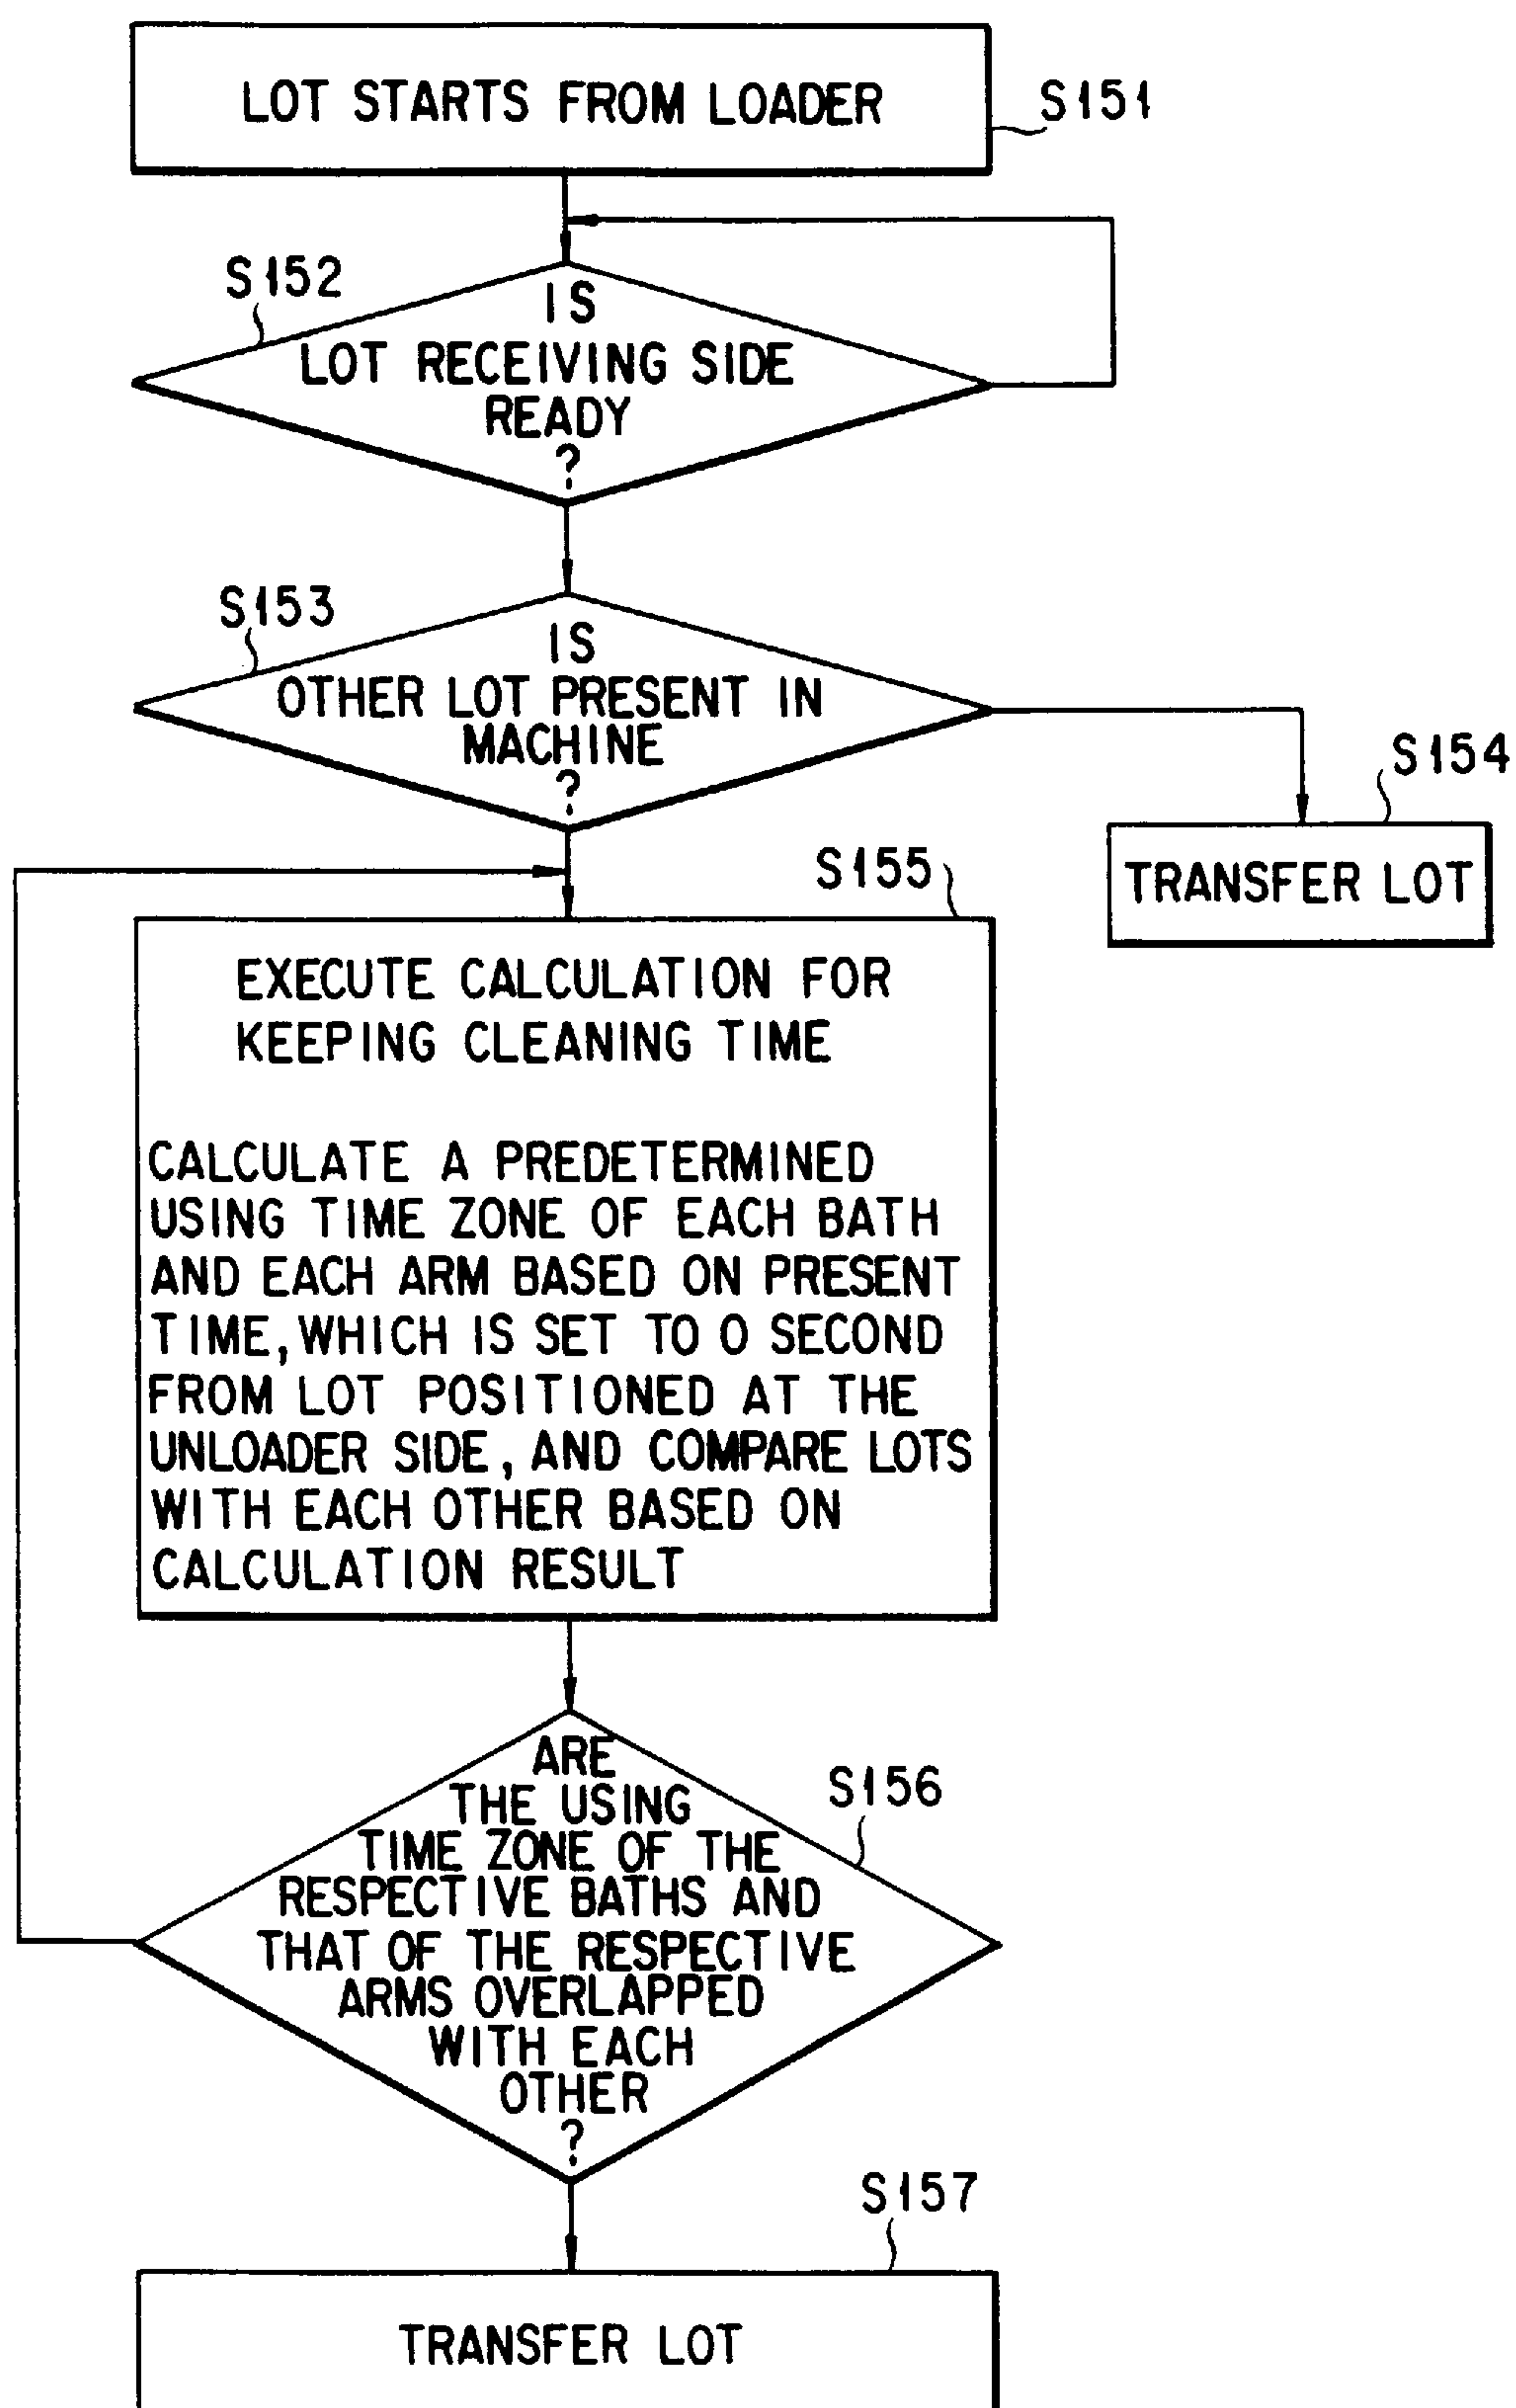 LOT STARTS FROM LOADER
S151
S152
IS
LOT RECEIVING SIDE
READY
?
S153
IS
OTHER LOT PRESENT IN
MACHINE
?
S154
TRANSFER LOT
S155
EXECUTE CALCULATION FOR
KEEPING CLEANING TIME
CALCULATE A PREDETERMINED
USING TIME ZONE OF EACH BATH
AND EACH ARM BASED ON PRESENT
TIME, WHICH IS SET TO 0 SECOND
FROM LOT POSITIONED AT THE
UNLOADER SIDE, AND COMPARE LOTS
WITH EACH OTHER BASED ON
CALCULATION RESULT
S156
ARE
THE USING
TIME ZONE OF THE
RESPECTIVE BATHS AND
THAT OF THE RESPECTIVE
ARMS OVERLAPPED
WITH EACH
OTHER
?
S157
TRANSFER LOT